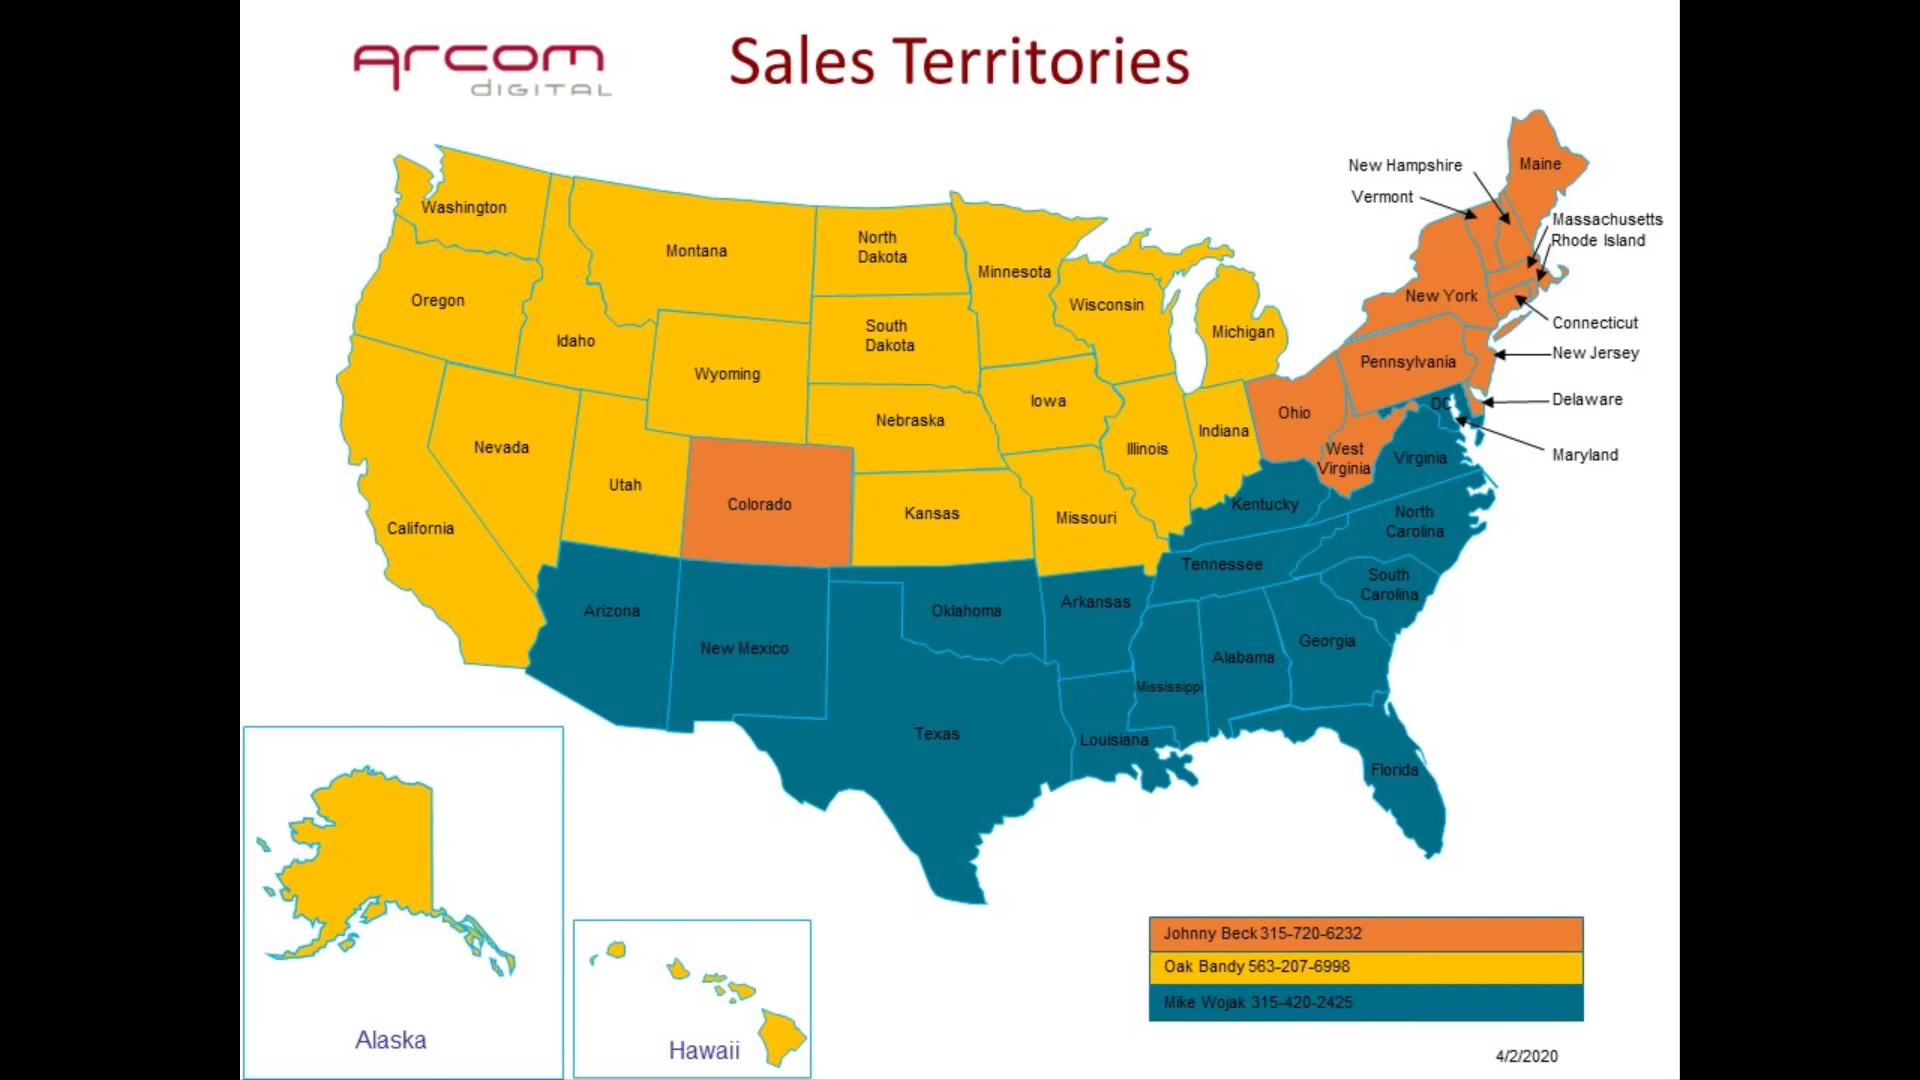 arcom
DIGITAL
Sales Territories
Maine
New Hampshire
Vermont
Massachusetts
Rhode Island
Washington
Montana
North
Dakota
Minnesota
Wisconsin
Michigan
New York
Oregon
Idaho
South
Dakota
Connecticut
New Jersey
Pennsylvania
Wyoming
Iowa
Nebraska
Ohio
DC
Delaware
Maryland
Nevada
Utah
Colorado
Illinois
Indiana
West
Virginia
Virginia
California
Kansas
Missouri
Kentucky
North
Carolina
Tennessee
South
Carolina
Arizona
New Mexico
Oklahoma
Arkansas
Mississippi
Alabama
Georgia
Texas
Louisiana
Florida
Alaska
Hawaii
Johnny Beck 315-720-6232
Oak Bandy 563-207-6998
Mike Wojak 315-420-2425
4/2/2020